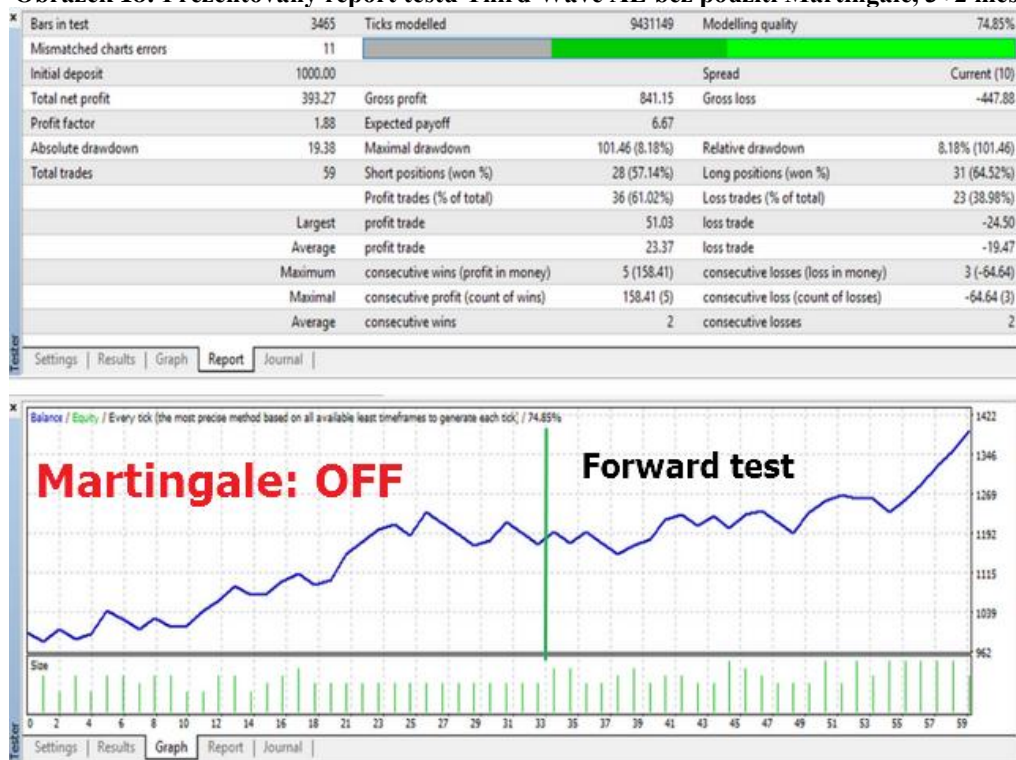 Bars in test 3465 Ticks modelled 9431149 Modelling quality 74.85%
Mismatched charts errors 11
Initial deposit 1000.00 Spread Current (10)
Total net profit 393.27 Gross profit 841.15 Gross loss -447.88
Profit factor 1.88 Expected payoff 6.67
Absolute drawdown 19.38 Maximal drawdown 101.46 (8.18%) Relative drawdown 8.18% (101.46)
Total trades 59 Short positions (won %) 28 (57.14%) Long positions (won %) 31 (64.52%)
Profit trades (% of total) 36 (61.02%) Loss trades (% of total) 23 (38.98%)
Largest profit trade 51.03 loss trade -24.50
Average profit trade 23.37 loss trade -19.47
Maximum consecutive wins (profit in money) 5 (158.41) consecutive losses (loss in money) 3 (-64.64)
Maximal consecutive profit (count of wins) 158.41 (5) consecutive loss (count of losses) -64.64 (3)
Average consecutive wins 2 consecutive losses 2
Tester
Settings | Results | Graph | Report | Journal |
Balance / Equity / Every tick (the most precise method based on all available least timeframes to generate each tick) / 74.85%
Martingale: OFF
Forward test
1422
1346
1269
1192
1115
1039
962
Size
0 2 4 6 8 10 12 14 16 18 21 23 25 27 29 31 33 35 37 39 41 43 45 47 49 51 53 55 57 59
Tester
Settings | Results | Graph | Report | Journal |